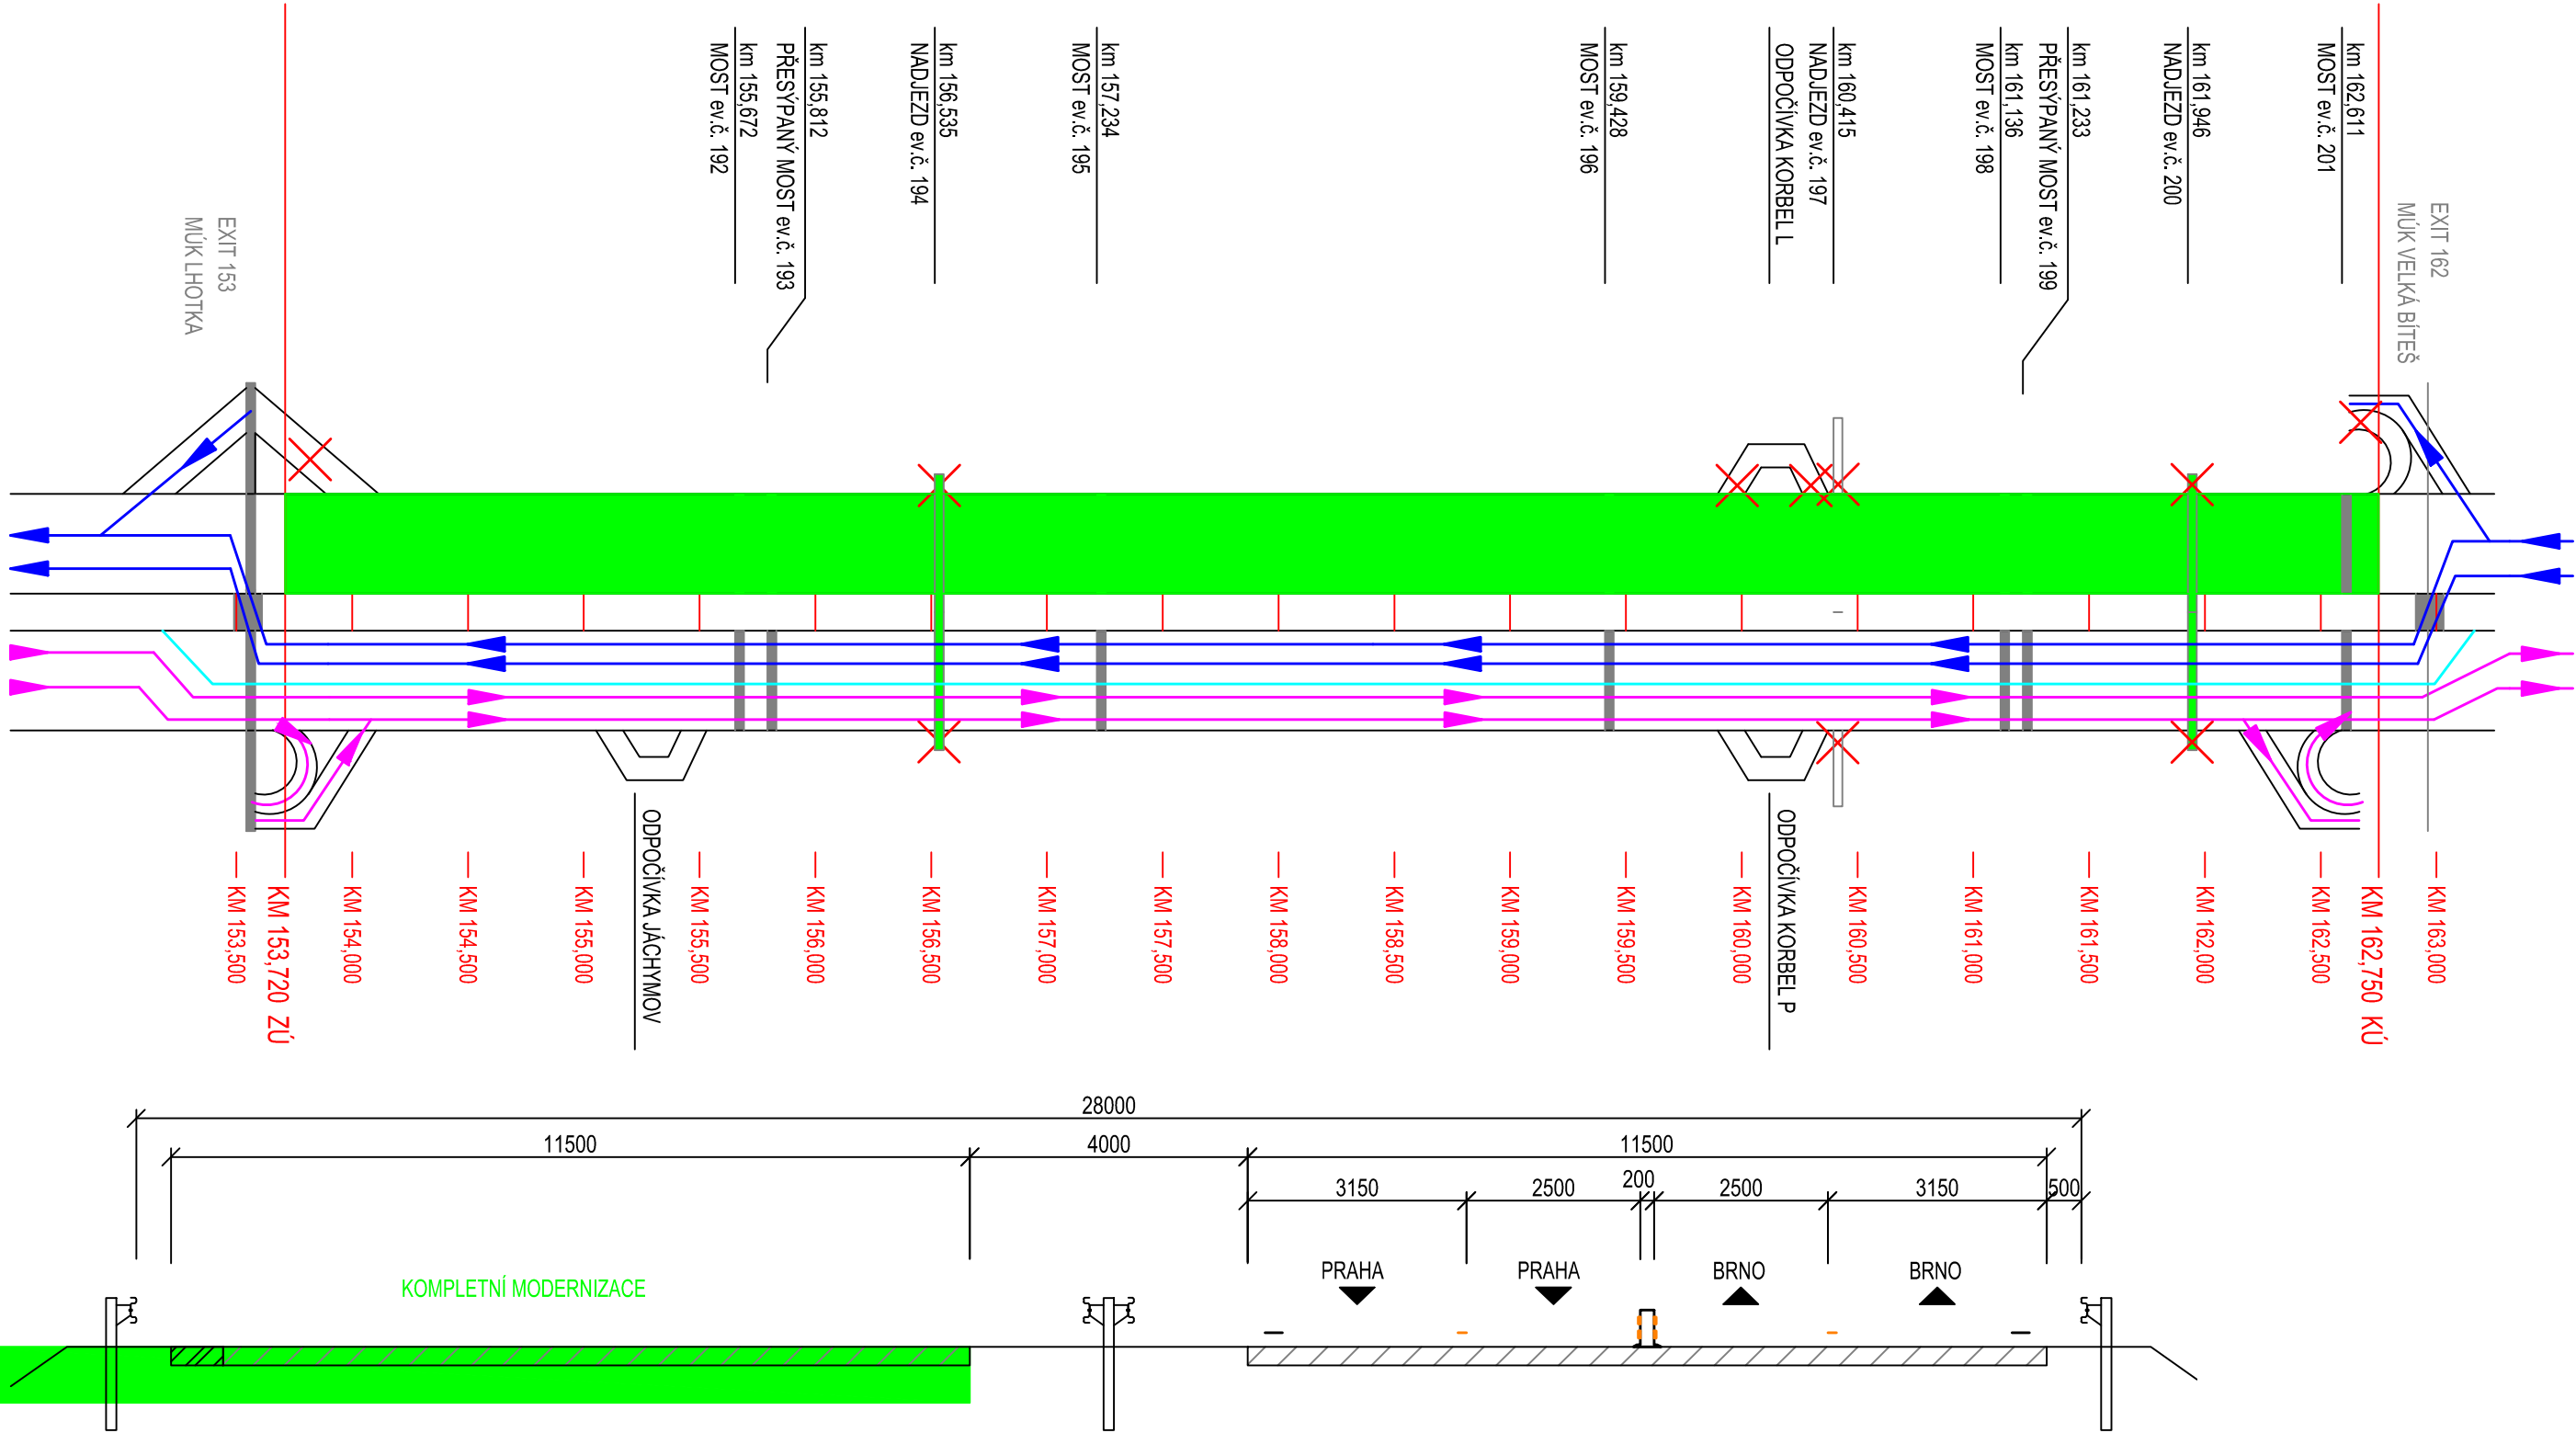 km 155,672
MOST ev.č. 192
km 155,812
PŘESÝPANÝ MOST ev.č. 193
km 156,535
NADJEZD ev.č. 194
km 157,234
MOST ev.č. 195
km 159,428
MOST ev.č. 196
ODPOČÍVKA KORBEL L
km 160,415
NADJEZD ev.č. 197
km 161,136
MOST ev.č. 198
km 161,233
PŘESÝPANÝ MOST ev.č. 199
km 161,946
NADJEZD ev.č. 200
km 162,611
MOST ev.č. 201
EXIT 153
MÚK LHOTKA
EXIT 162
MÚK VELKÁ BÍTEŠ
ODPOČÍVKA JÁCHYMOV
ODPOČÍVKA KORBEL P
KM 153,500
KM 153,720 ZÚ
KM 154,000
KM 154,500
KM 155,000
KM 155,500
KM 156,000
KM 156,500
KM 157,000
KM 157,500
KM 158,000
KM 158,500
KM 159,000
KM 159,500
KM 160,000
KM 160,500
KM 161,000
KM 161,500
KM 162,000
KM 162,500
KM 162,750 KÚ
KM 163,000
28000
11500
4000
11500
3150
2500
200
2500
3150
500
PRAHA
PRAHA
BRNO
BRNO
KOMPLETNÍ MODERNIZACE